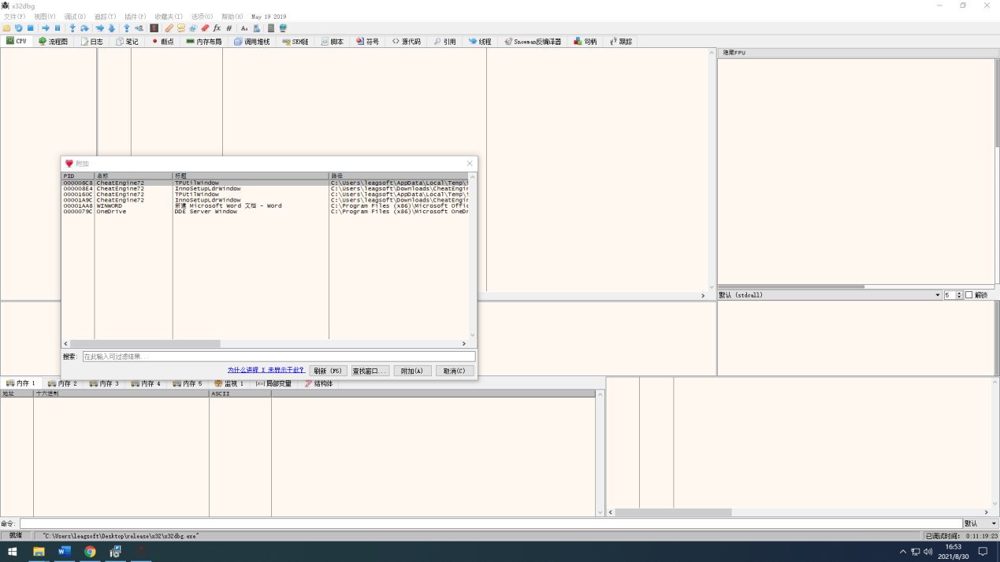 x32dbg
文件(F) 视图(V) 调试(D) 追踪(T) 插件(P) 收藏夹(I) 选项(O) 帮助(H) May 19 2019
CPU 流程图 日志 笔记 断点 内存布局 调用堆栈 SEH链 脚本 符号 源代码 引用 线程 Snowman反编译器 句柄 跟踪
隐藏FPU
附加
PID 名称 标题 路径
000008C8 CheatEngine72 TPUtilWindow C:\Users\leagsoft\AppData\Local\Temp\
000008E4 CheatEngine72 InnoSetupLdrWindow C:\Users\leagsoft\Downloads\CheatEngin
0000160C CheatEngine72 TPUtilWindow C:\Users\leagsoft\AppData\Local\Temp\
00001A9C CheatEngine72 InnoSetupLdrWindow C:\Users\leagsoft\Downloads\CheatEngin
00001AA8 WINWORD 新建 Microsoft Word 文档 - Word C:\Program Files (x86)\Microsoft Offic
0000079C OneDrive DDE Server Window C:\Program Files (x86)\Microsoft OneDr
默认 (stdcall) 5 解锁
搜索: 在此输入可过滤结果...
为什么进程 X 未显示于此? 刷新 (F5) 查找窗口... 附加(A) 取消(C)
内存 1 内存 2 内存 3 内存 4 内存 5 监视 1 [x=] 局部变量 结构体
地址 十六进制 ASCII
命令: 默认
就绪 "C:\Users\leagsoft\Desktop\release\x32\x32dbg.exe" 已调试时间: 0:11:19:23
16:53
2021/8/30